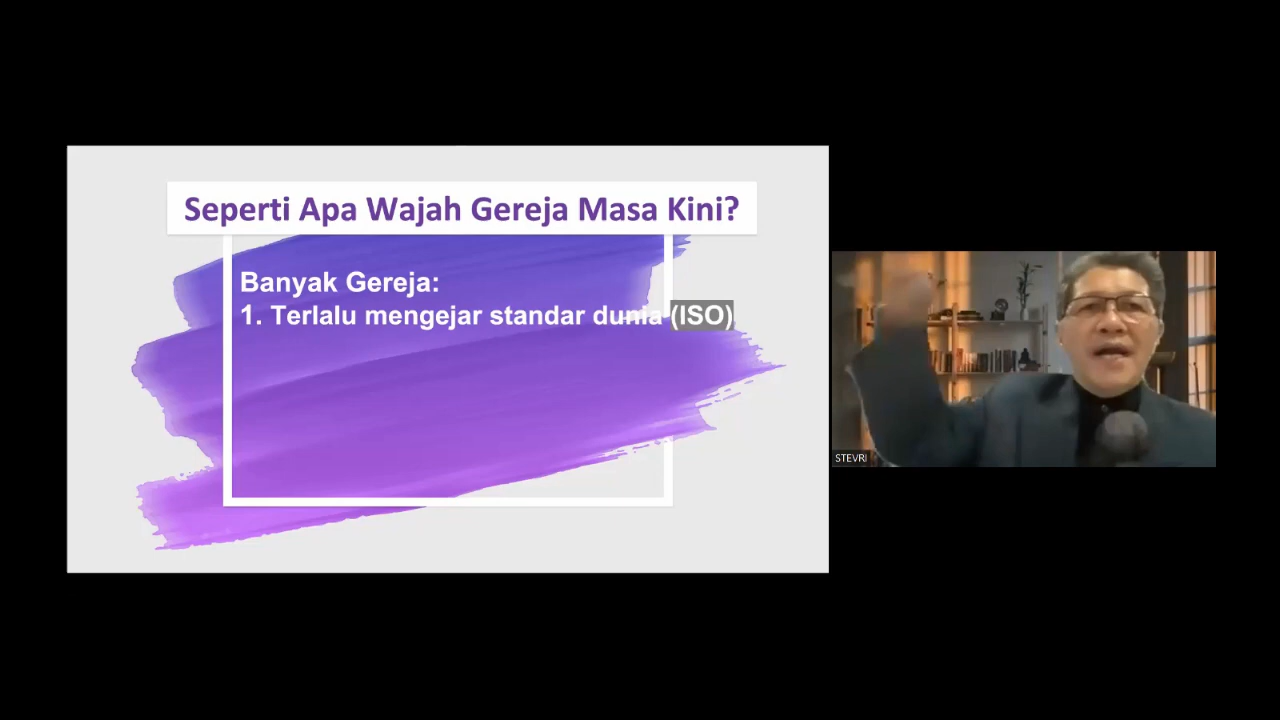 Seperti Apa Wajah Gereja Masa Kini?
Banyak Gereja:
1. Terlalu mengejar standar dunia (ISO)
STEVRI